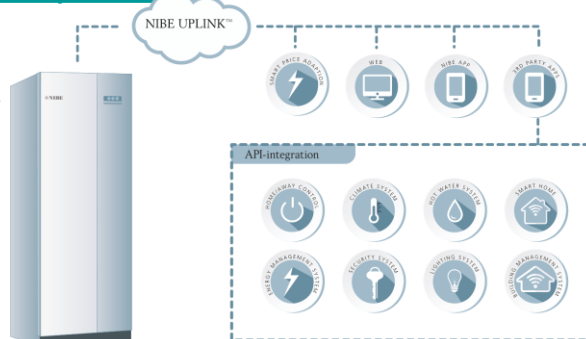 NIBE UPLINK™
SMART PRICE ADAPTION
WEB
NIBE APP
3RD PARTY APPS
NIBE
API-integration
HOME/AWAY CONTROL
CLIMATE SYSTEM
HOT WATER SYSTEM
SMART HOME
ENERGY MANAGEMENT SYSTEM
SECURITY SYSTEM
LIGHTING SYSTEM
BUILDING MANAGEMENT SYSTEM